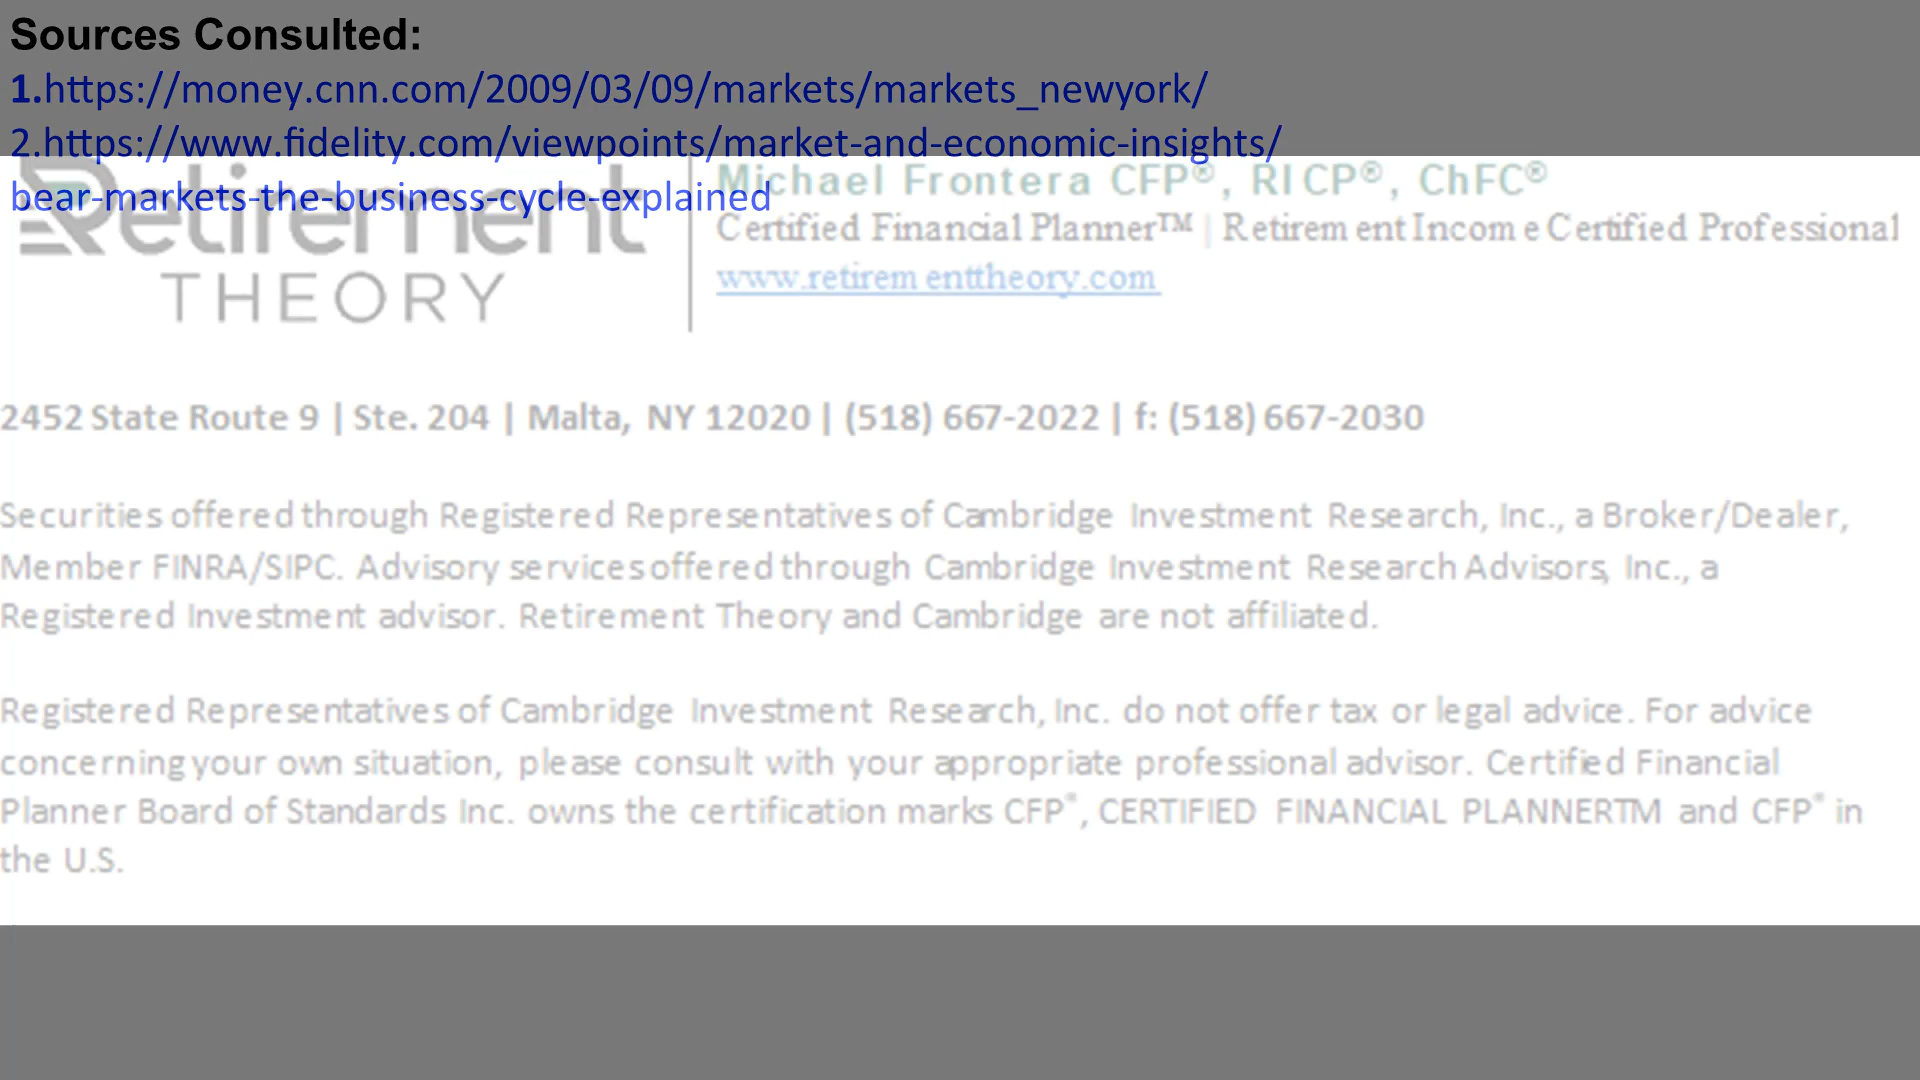 Sources Consulted:
1.https://money.cnn.com/2009/03/09/markets/markets_newyork/
2.https://www.fidelity.com/viewpoints/market-and-economic-insights/
bear-markets-the-business-cycle-explained
Retirement
THEORY
Michael Frontera CFP®, RICP®, ChFC®
Certified Financial Planner™ | Retirement Income Certified Professional
www.retirementtheory.com
2452 State Route 9 | Ste. 204 | Malta, NY 12020 | (518) 667-2022 | f: (518) 667-2030
Securities offered through Registered Representatives of Cambridge Investment Research, Inc., a Broker/Dealer,
Member FINRA/SIPC. Advisory services offered through Cambridge Investment Research Advisors, Inc., a
Registered Investment advisor. Retirement Theory and Cambridge are not affiliated.
Registered Representatives of Cambridge Investment Research, Inc. do not offer tax or legal advice. For advice
concerning your own situation, please consult with your appropriate professional advisor. Certified Financial
Planner Board of Standards Inc. owns the certification marks CFP®, CERTIFIED FINANCIAL PLANNERTM and CFP® in
the U.S.